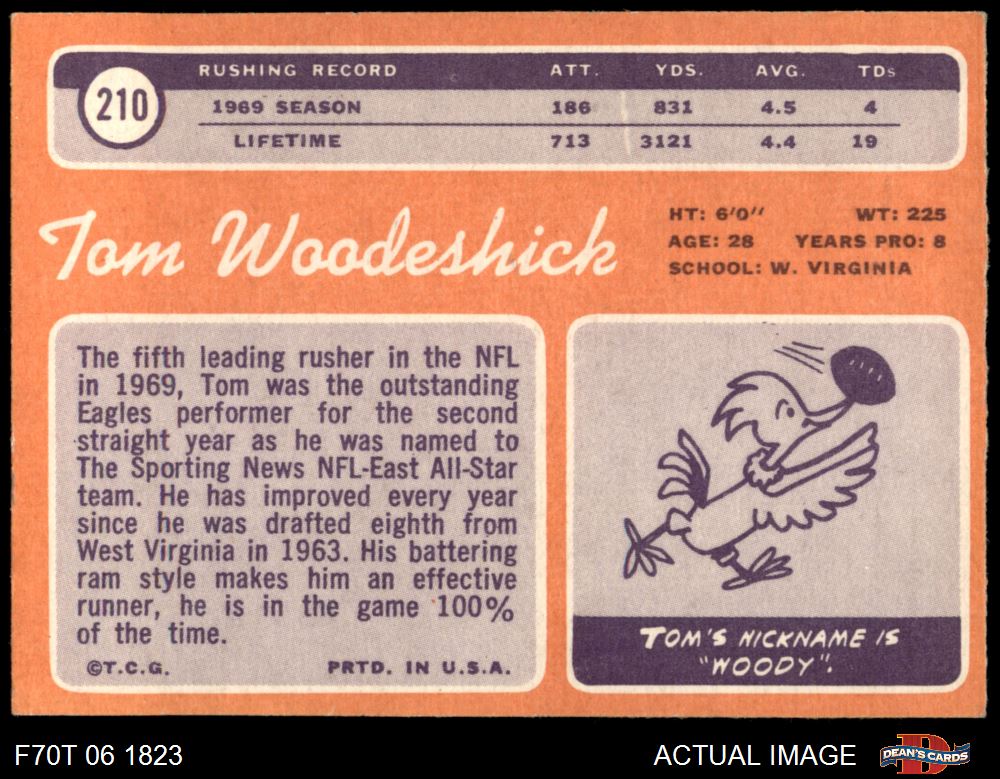 RUSHING RECORD ATT. YDS. AVG. TDs
210
1969 SEASON 186 831 4.5 4
LIFETIME 713 3121 4.4 19
Tom Woodeshick
HT: 6'0" WT: 225
AGE: 28 YEARS PRO: 8
SCHOOL: W. VIRGINIA
The fifth leading rusher in the NFL
in 1969, Tom was the outstanding
Eagles performer for the second
straight year as he was named to
The Sporting News NFL-East All-Star
team. He has improved every year
since he was drafted eighth from
West Virginia in 1963. His battering
ram style makes him an effective
runner, he is in the game 100%
of the time.
©T.C.G. PRTD. IN U.S.A.
TOM'S NICKNAME IS
"WOODY".
F70T 06 1823 ACTUAL IMAGE DEAN'S CARDS